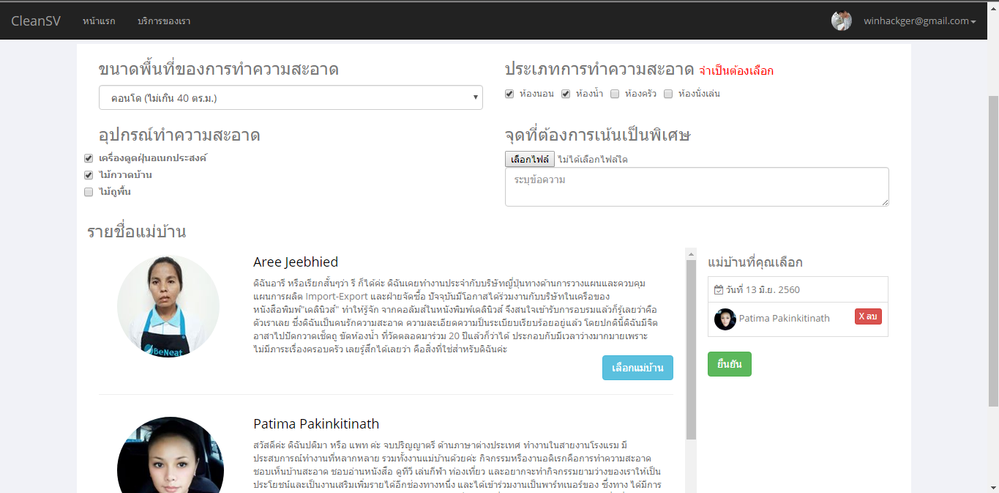 CleanSV หน้าแรก บริการของเรา winhackger@gmail.com
ขนาดพื้นที่ของการทำความสะอาด
คอนโด (ไม่เกิน 40 ตร.ม.)
ประเภทการทำความสะอาด จำเป็นต้องเลือก
ห้องนอน ห้องน้ำ ห้องครัว ห้องนั่งเล่น
อุปกรณ์ทำความสะอาด
เครื่องดูดฝุ่นอเนกประสงค์
ไม้กวาดบ้าน
ไม้ถูพื้น
จุดที่ต้องการเน้นเป็นพิเศษ
เลือกไฟล์ ไม่ได้เลือกไฟล์ใด
ระบุข้อความ
รายชื่อแม่บ้าน
BeNeat
Aree Jeebhied
ดิฉันอารี หรือเรียกสั้นๆว่า รี ก็ได้ค่ะ ดิฉันเคยทำงานประจำกับบริษัทญี่ปุ่นทางด้านการวางแผนและควบคุม
แผนการผลิต Import-Export และฝ่ายจัดซื้อ ปัจจุบันมีโอกาสได้ร่วมงานกับบริษัทในเครือของ
หนังสือพิมพ์"เดลินิวส์" ทำให้รู้จัก จากคอลัมส์ในหนังพิมพ์เดลินิวส์ จึงสนใจเข้ารับการอบรมแล้วก็รู้เลยว่าคือ
ตัวเราเลย ซึ่งดิฉันเป็นคนรักความสะอาด ความละเอียดความเป็นระเบียบเรียบร้อยอยู่แล้ว โดยปกตินี้ดิฉันมีจิต
อาสาไปปัดกวาดเช็ดถู ขัดห้องน้ำ ที่วัดตลอดมาร่วม 20 ปีแล้วก็ว่าได้ ประกอบกับมีเวลาว่างมากมายเพราะ
ไม่มีภาระเรื่องครอบครัว เลยรู้สึกได้เลยว่า คือสิ่งที่ใช่สำหรับดิฉันค่ะ
เลือกแม่บ้าน
Patima Pakinkitinath
สวัสดีค่ะ ดิฉันปติมา หรือ แพท ค่ะ จบปริญญาตรี ด้านภาษาต่างประเทศ ทำงานในสายงานโรงแรม มี
ประสบการณ์ทำงานที่หลากหลาย รวมทั้งงานแม่บ้านด้วยค่ะ กิจกรรมหรืองานอดิเรกคือการทำความสะอาด
ชอบเห็นบ้านสะอาด ชอบอ่านหนังสือ ดูทีวี เล่นกีฬา ท่องเที่ยว และอยากจะทำกิจกรรมยามว่างของเราให้เป็น
ประโยชน์และเป็นงานเสริมเพิ่มรายได้อีกช่องทางหนึ่ง และได้เข้าร่วมงานเป็นพาร์ทเนอร์ของ ซึ่งทาง ได้มีการ
แม่บ้านที่คุณเลือก
วันที่ 13 มิ.ย. 2560
Patima Pakinkitinath X ลบ
ยืนยัน